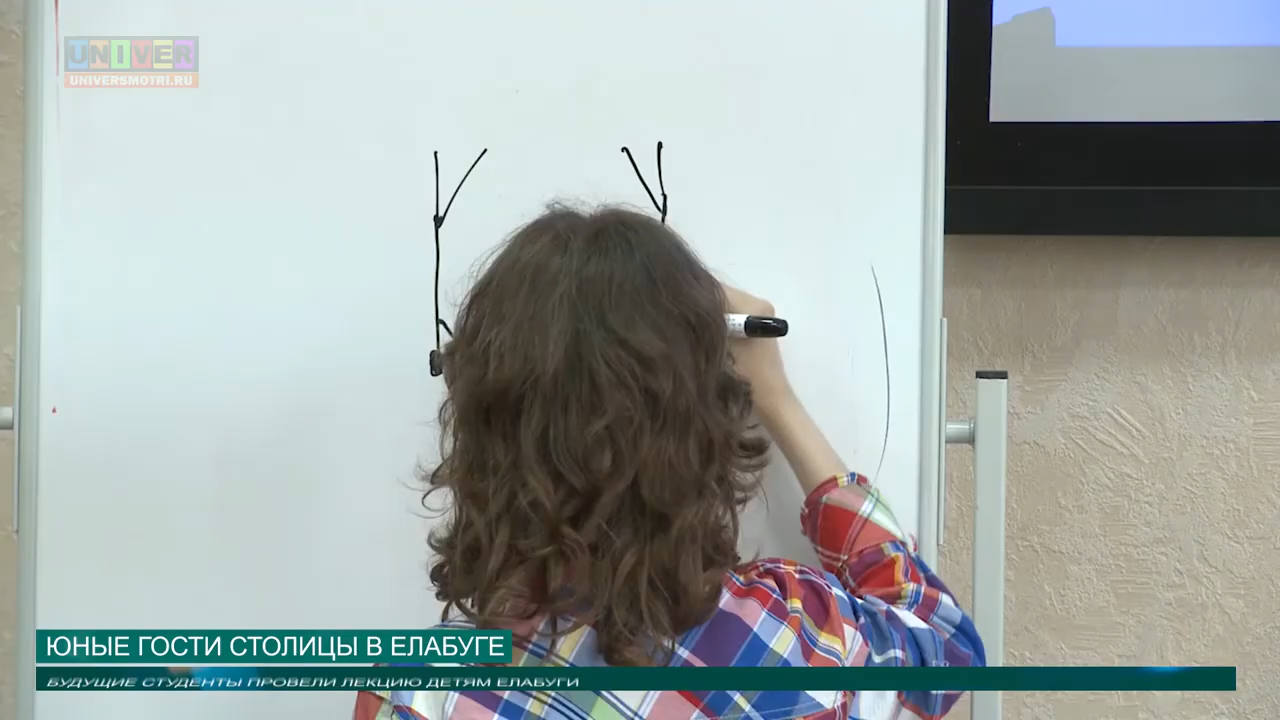 UNIVER
UNIVERSMOTRI.RU
ЮНЫЕ ГОСТИ СТОЛИЦЫ В ЕЛАБУГЕ
БУДУЩИЕ СТУДЕНТЫ ПРОВЕЛИ ЛЕКЦИЮ ДЕТЯМ ЕЛАБУГИ